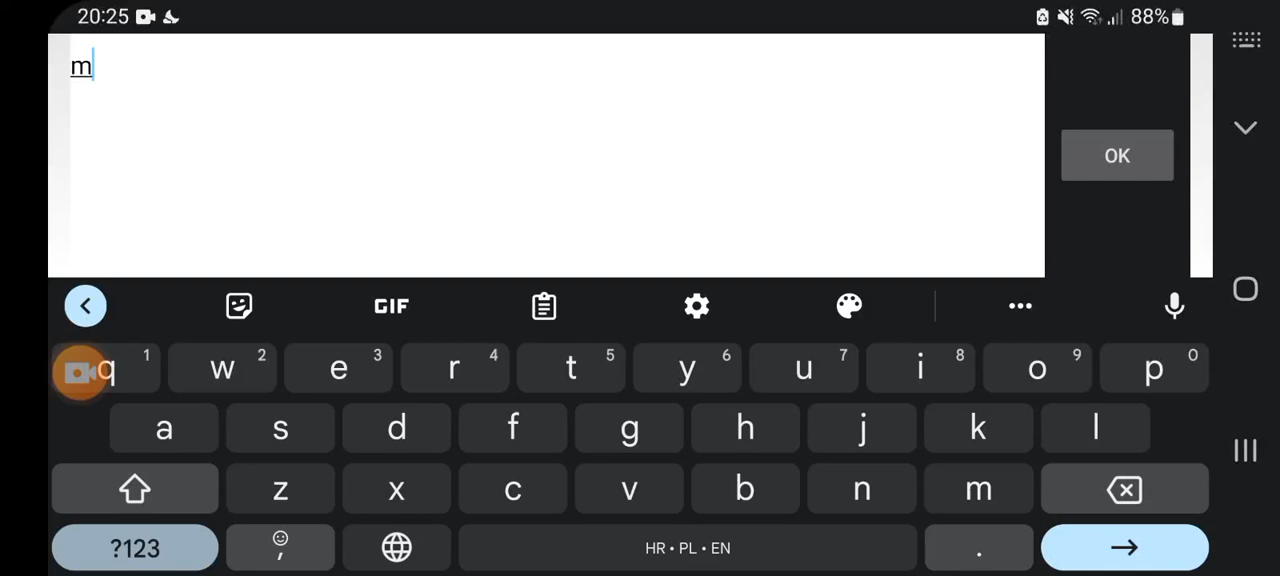 20:25 88%
m
OK
GIF
q 1 w 2 e 3 r 4 t 5 y 6 u 7 i 8 o 9 p 0
a s d f g h j k l
z x c v b n m
?123 , HR • PL • EN .